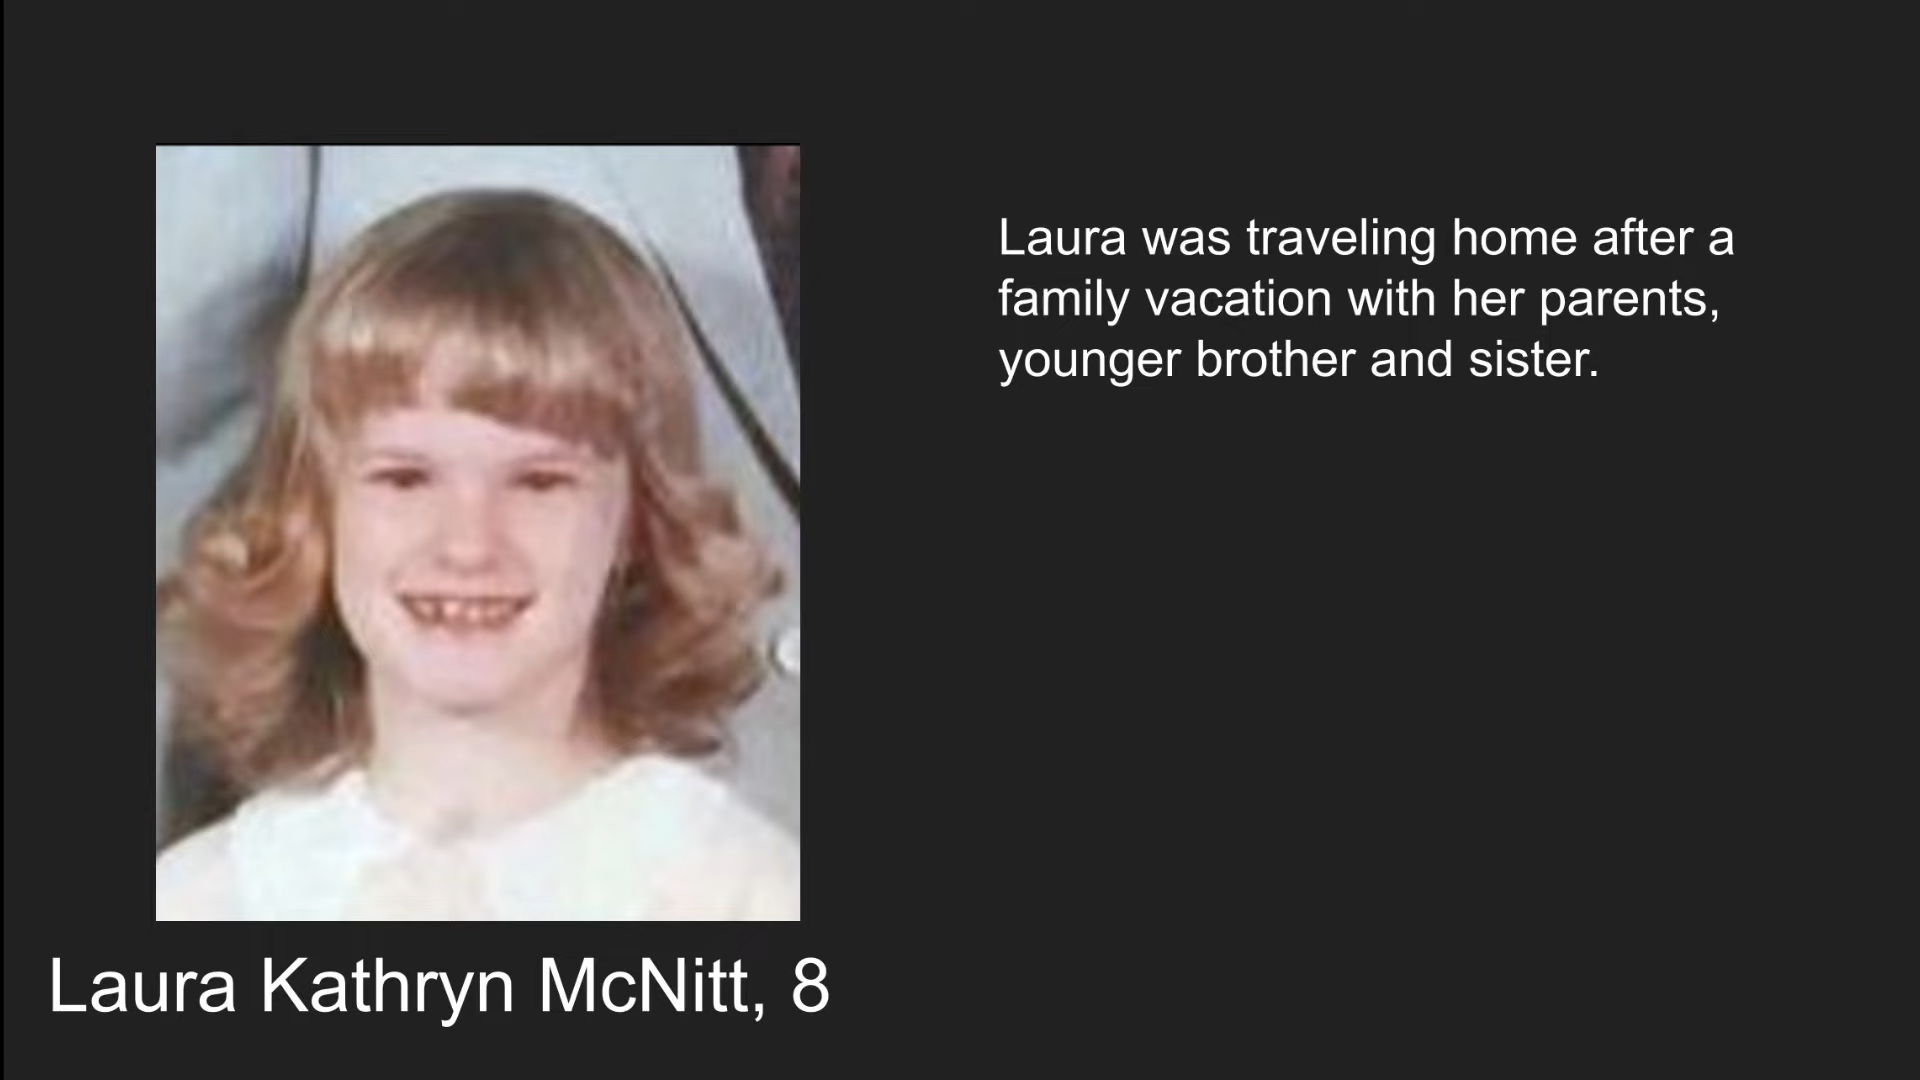 Laura was traveling home after a
family vacation with her parents,
younger brother and sister.
Laura Kathryn McNitt, 8